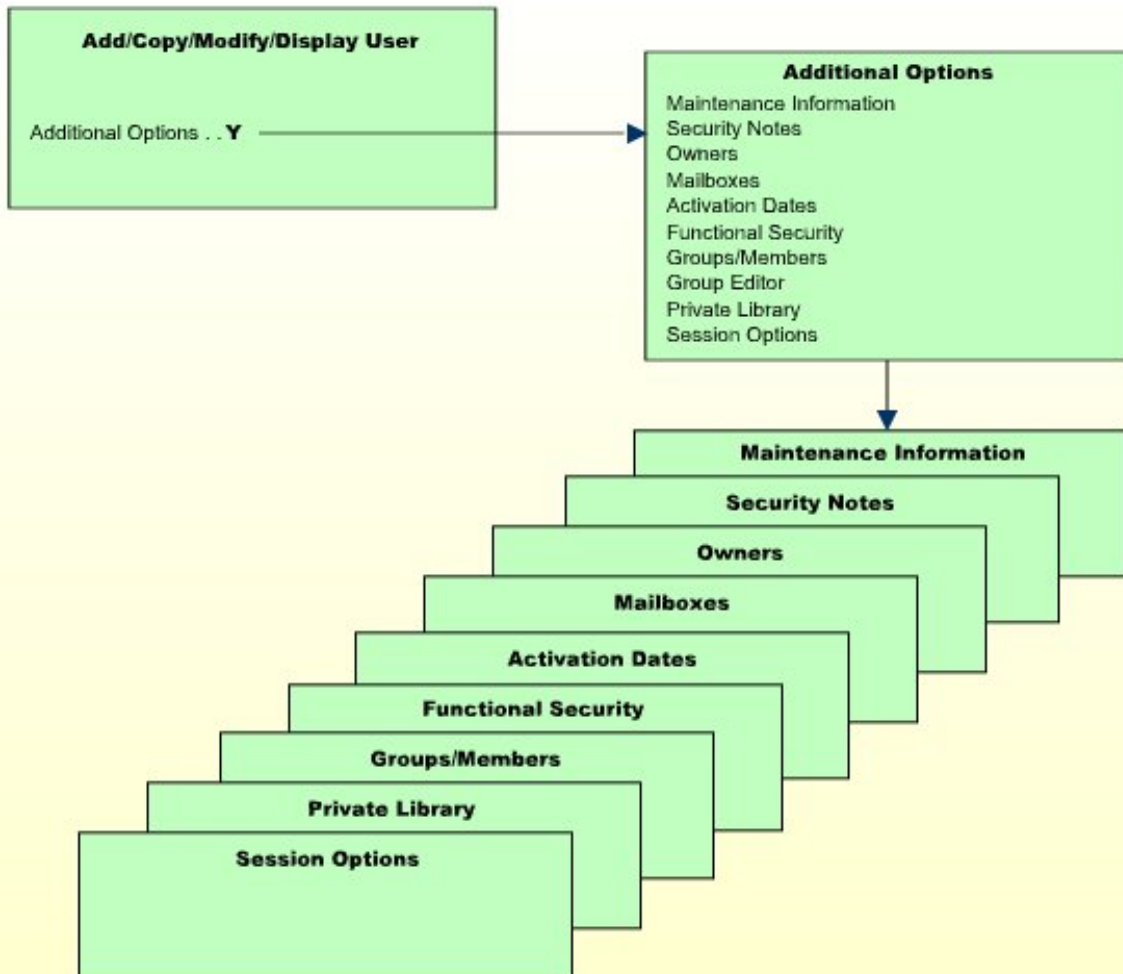 Add/Copy/Modify/Display User
Additional Options . . Y
Additional Options
Maintenance Information
Security Notes
Owners
Mailboxes
Activation Dates
Functional Security
Groups/Members
Group Editor
Private Library
Session Options
Maintenance Information
Security Notes
Owners
Mailboxes
Activation Dates
Functional Security
Groups/Members
Private Library
Session Options